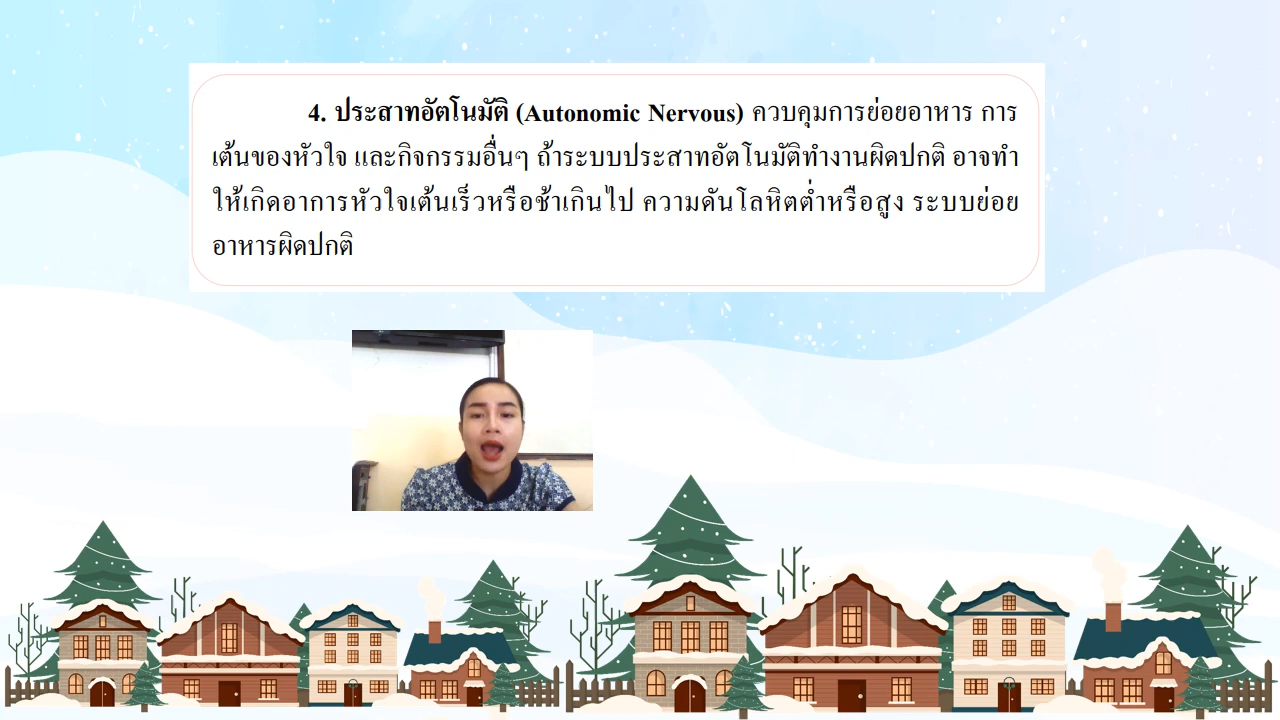 4. ประสาทอัตโนมัติ (Autonomic Nervous) ควบคุมการย่อยอาหาร การ
เต้นของหัวใจ และกิจกรรมอื่นๆ ถ้าระบบประสาทอัตโนมัติทำงานผิดปกติ อาจทำ
ให้เกิดอาการหัวใจเต้นเร็วหรือช้าเกินไป ความดันโลหิตต่ำหรือสูง ระบบย่อย
อาหารผิดปกติ